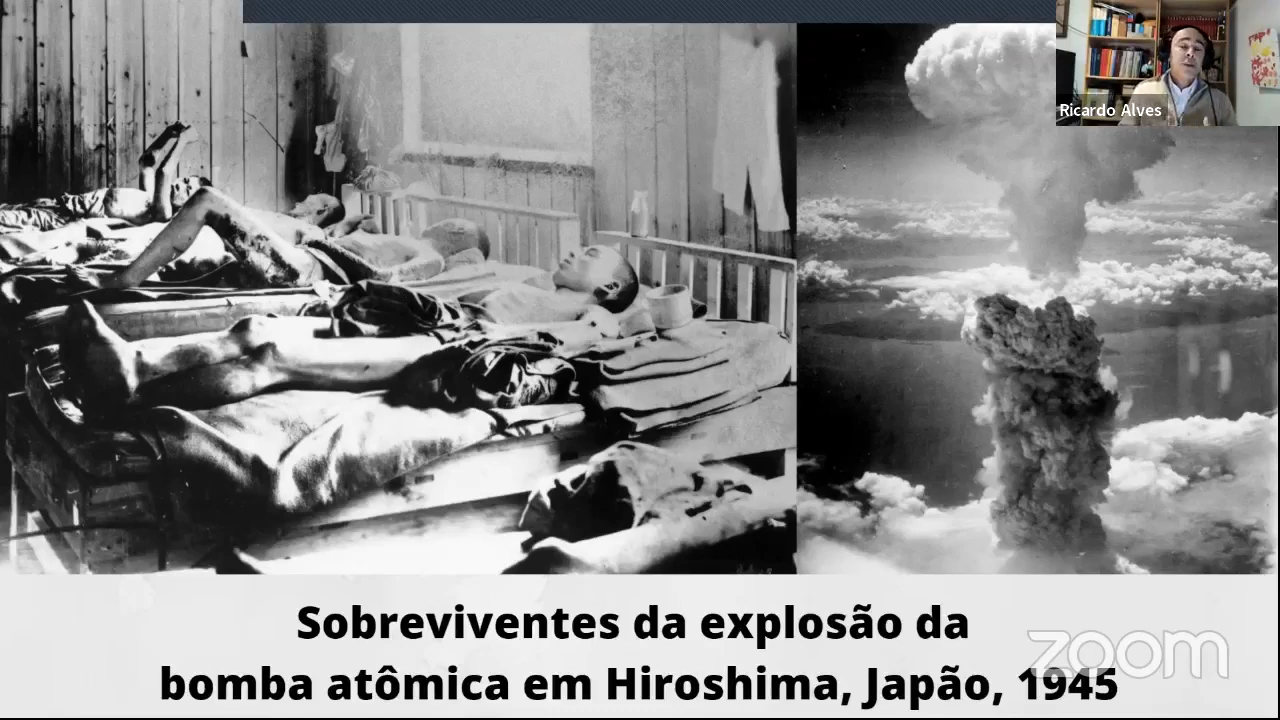 Ricardo Alves
Sobreviventes da explosão da
bomba atômica em Hiroshima, Japão, 1945
zoom